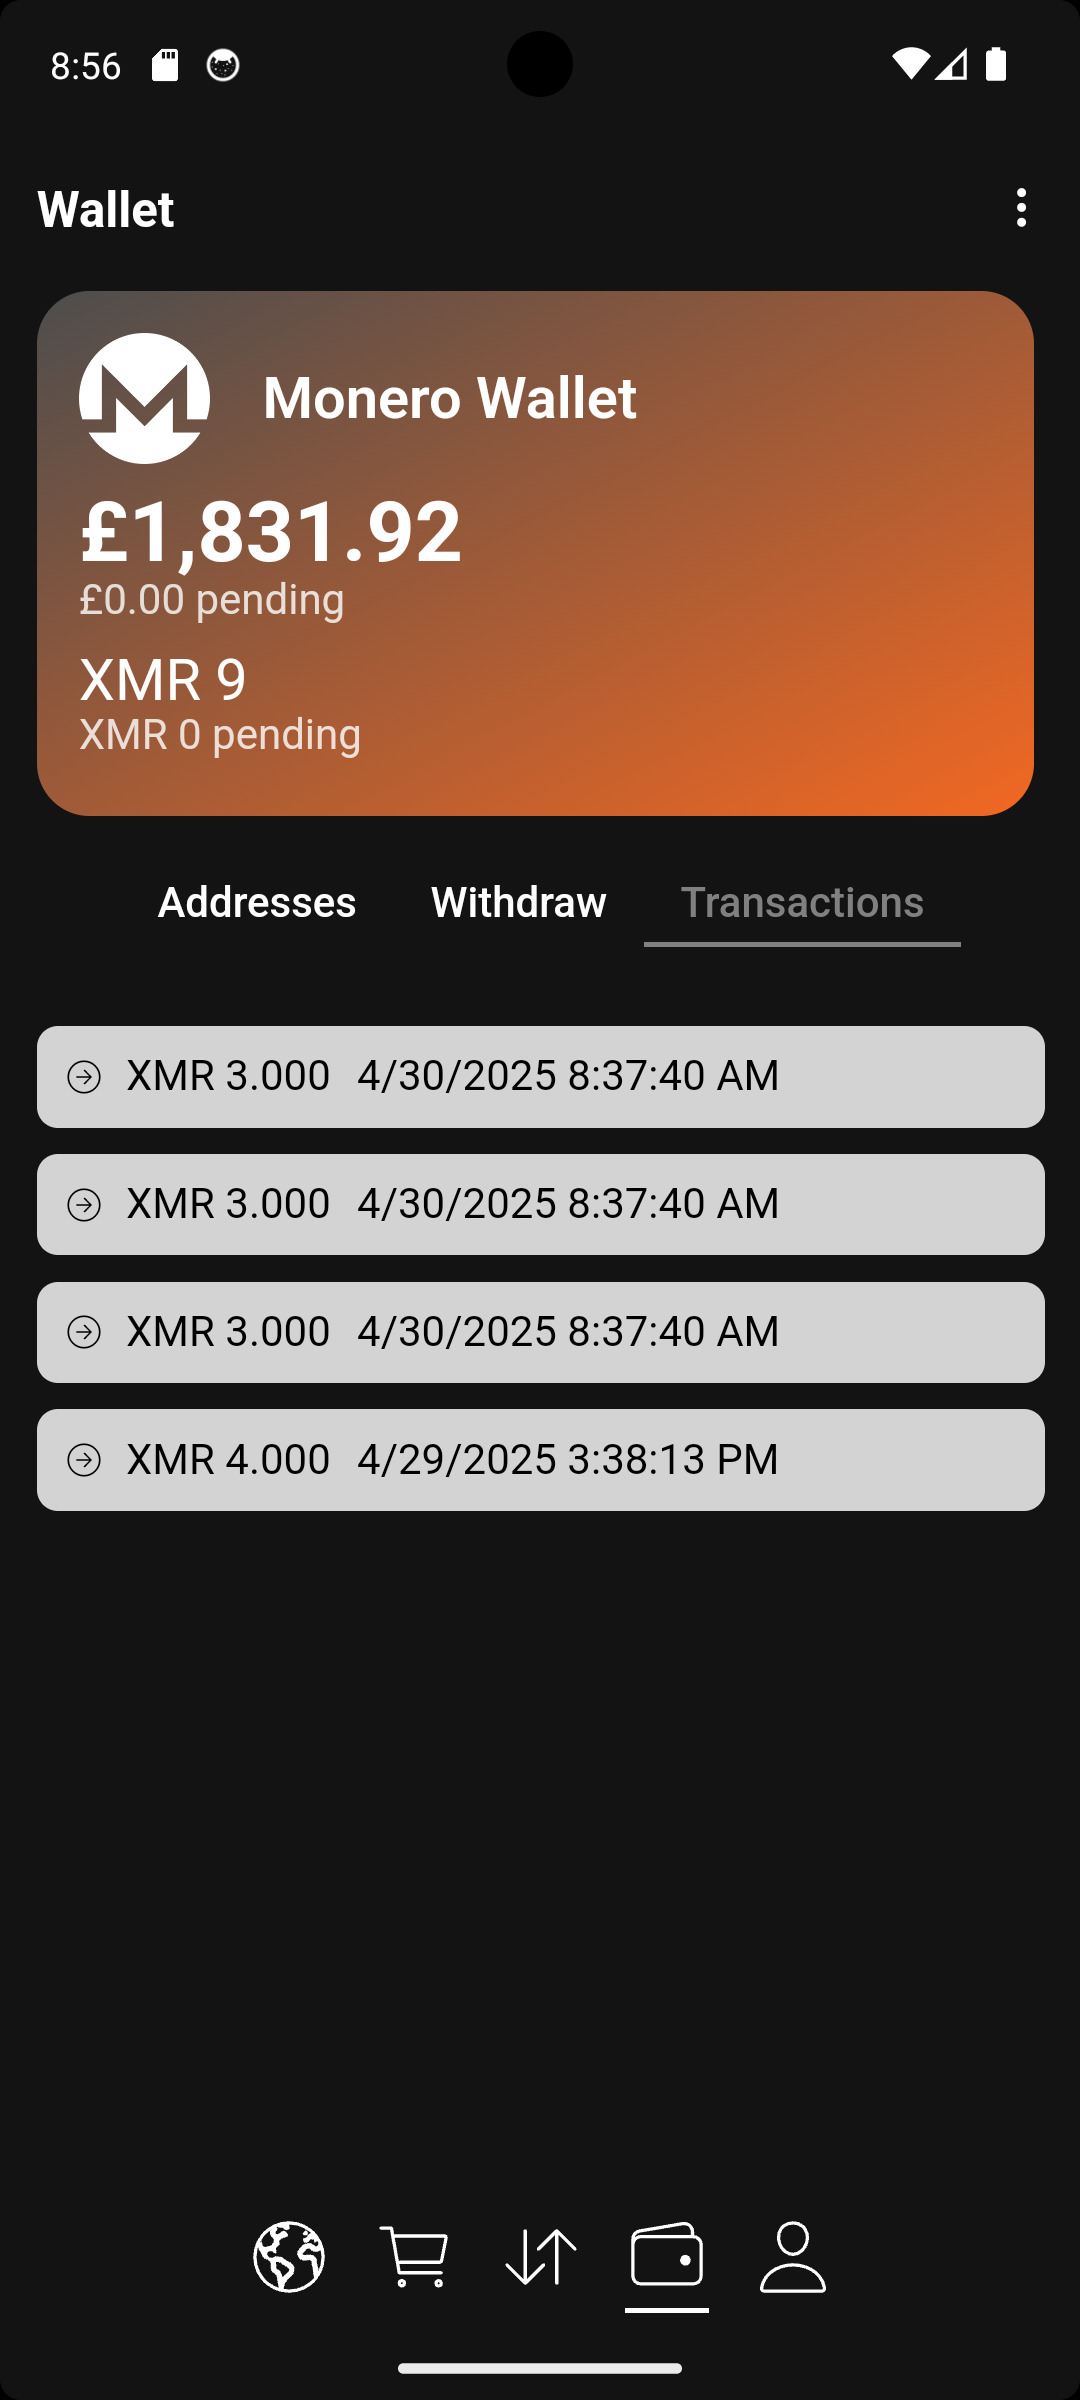 8:56
Wallet
Monero Wallet
£1,831.92
£0.00 pending
XMR 9
XMR 0 pending
Addresses Withdraw Transactions
XMR 3.000 4/30/2025 8:37:40 AM
XMR 3.000 4/30/2025 8:37:40 AM
XMR 3.000 4/30/2025 8:37:40 AM
XMR 4.000 4/29/2025 3:38:13 PM